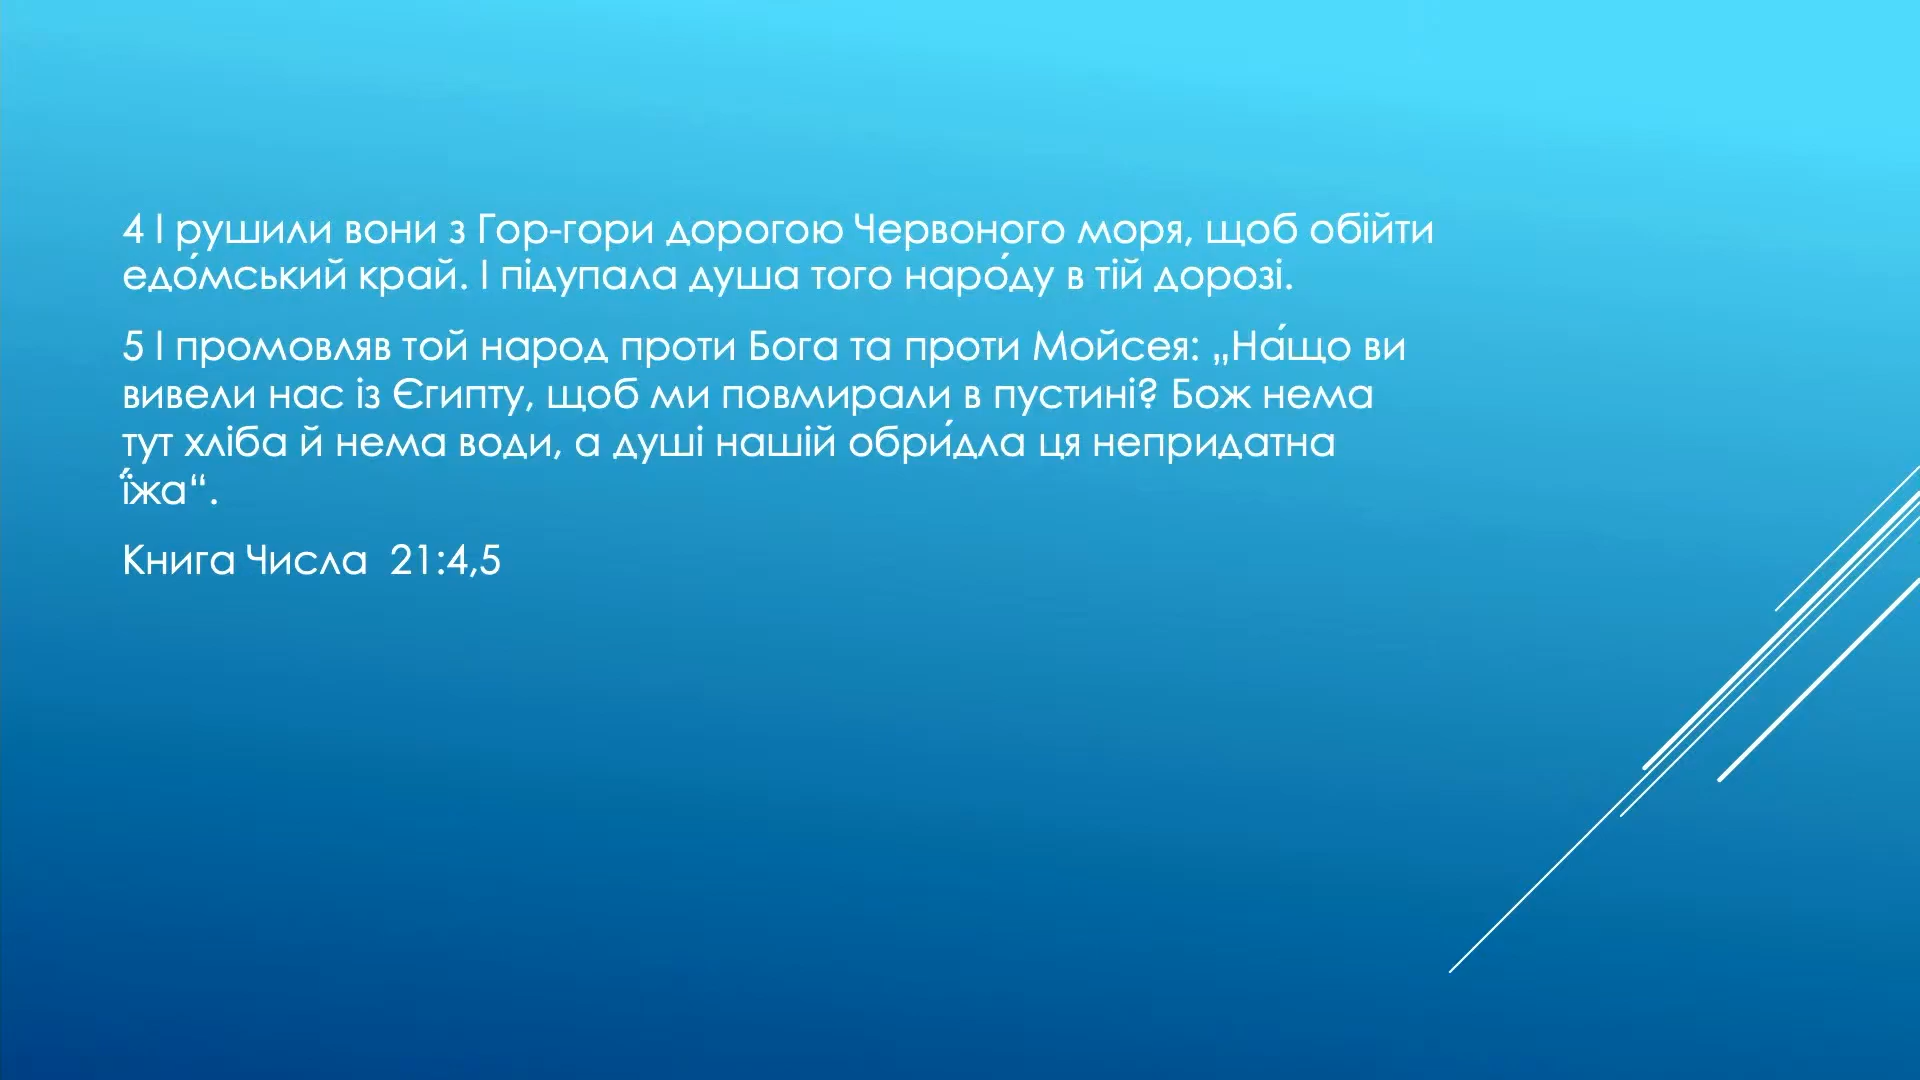 4 І рушили вони з Гор-гори дорогою Червоного моря, щоб обійти
едо́мський край. І підупала душа того наро́ду в тій дорозі.
5 І промовляв той народ проти Бога та проти Мойсея: „На́що ви
вивели нас із Єгипту, щоб ми повмирали в пустині? Бож нема
тут хліба й нема води, а душі нашій обри́дла ця непридатна
ї́жа“.
Книга Числа  21:4,5